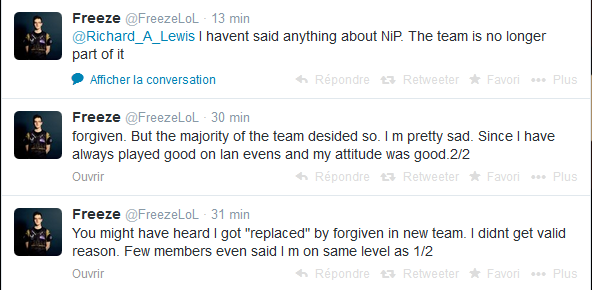 Freeze @FreezeLoL · 13 min
@Richard_A_Lewis I havent said anything about NiP. The team is no longer
part of it
Afficher la conversation Répondre Retweeter Favori ••• Plus
Freeze @FreezeLoL · 30 min
forgiven. But the majority of the team desided so. I m pretty sad. Since I have
always played good on lan evens and my attitude was good.2/2
Ouvrir Répondre Retweeter Favori ••• Plus
Freeze @FreezeLoL · 31 min
You might have heard I got "replaced" by forgiven in new team. I didnt get valid
reason. Few members even said I m on same level as 1/2
Ouvrir Répondre Retweeter Favori ••• Plus